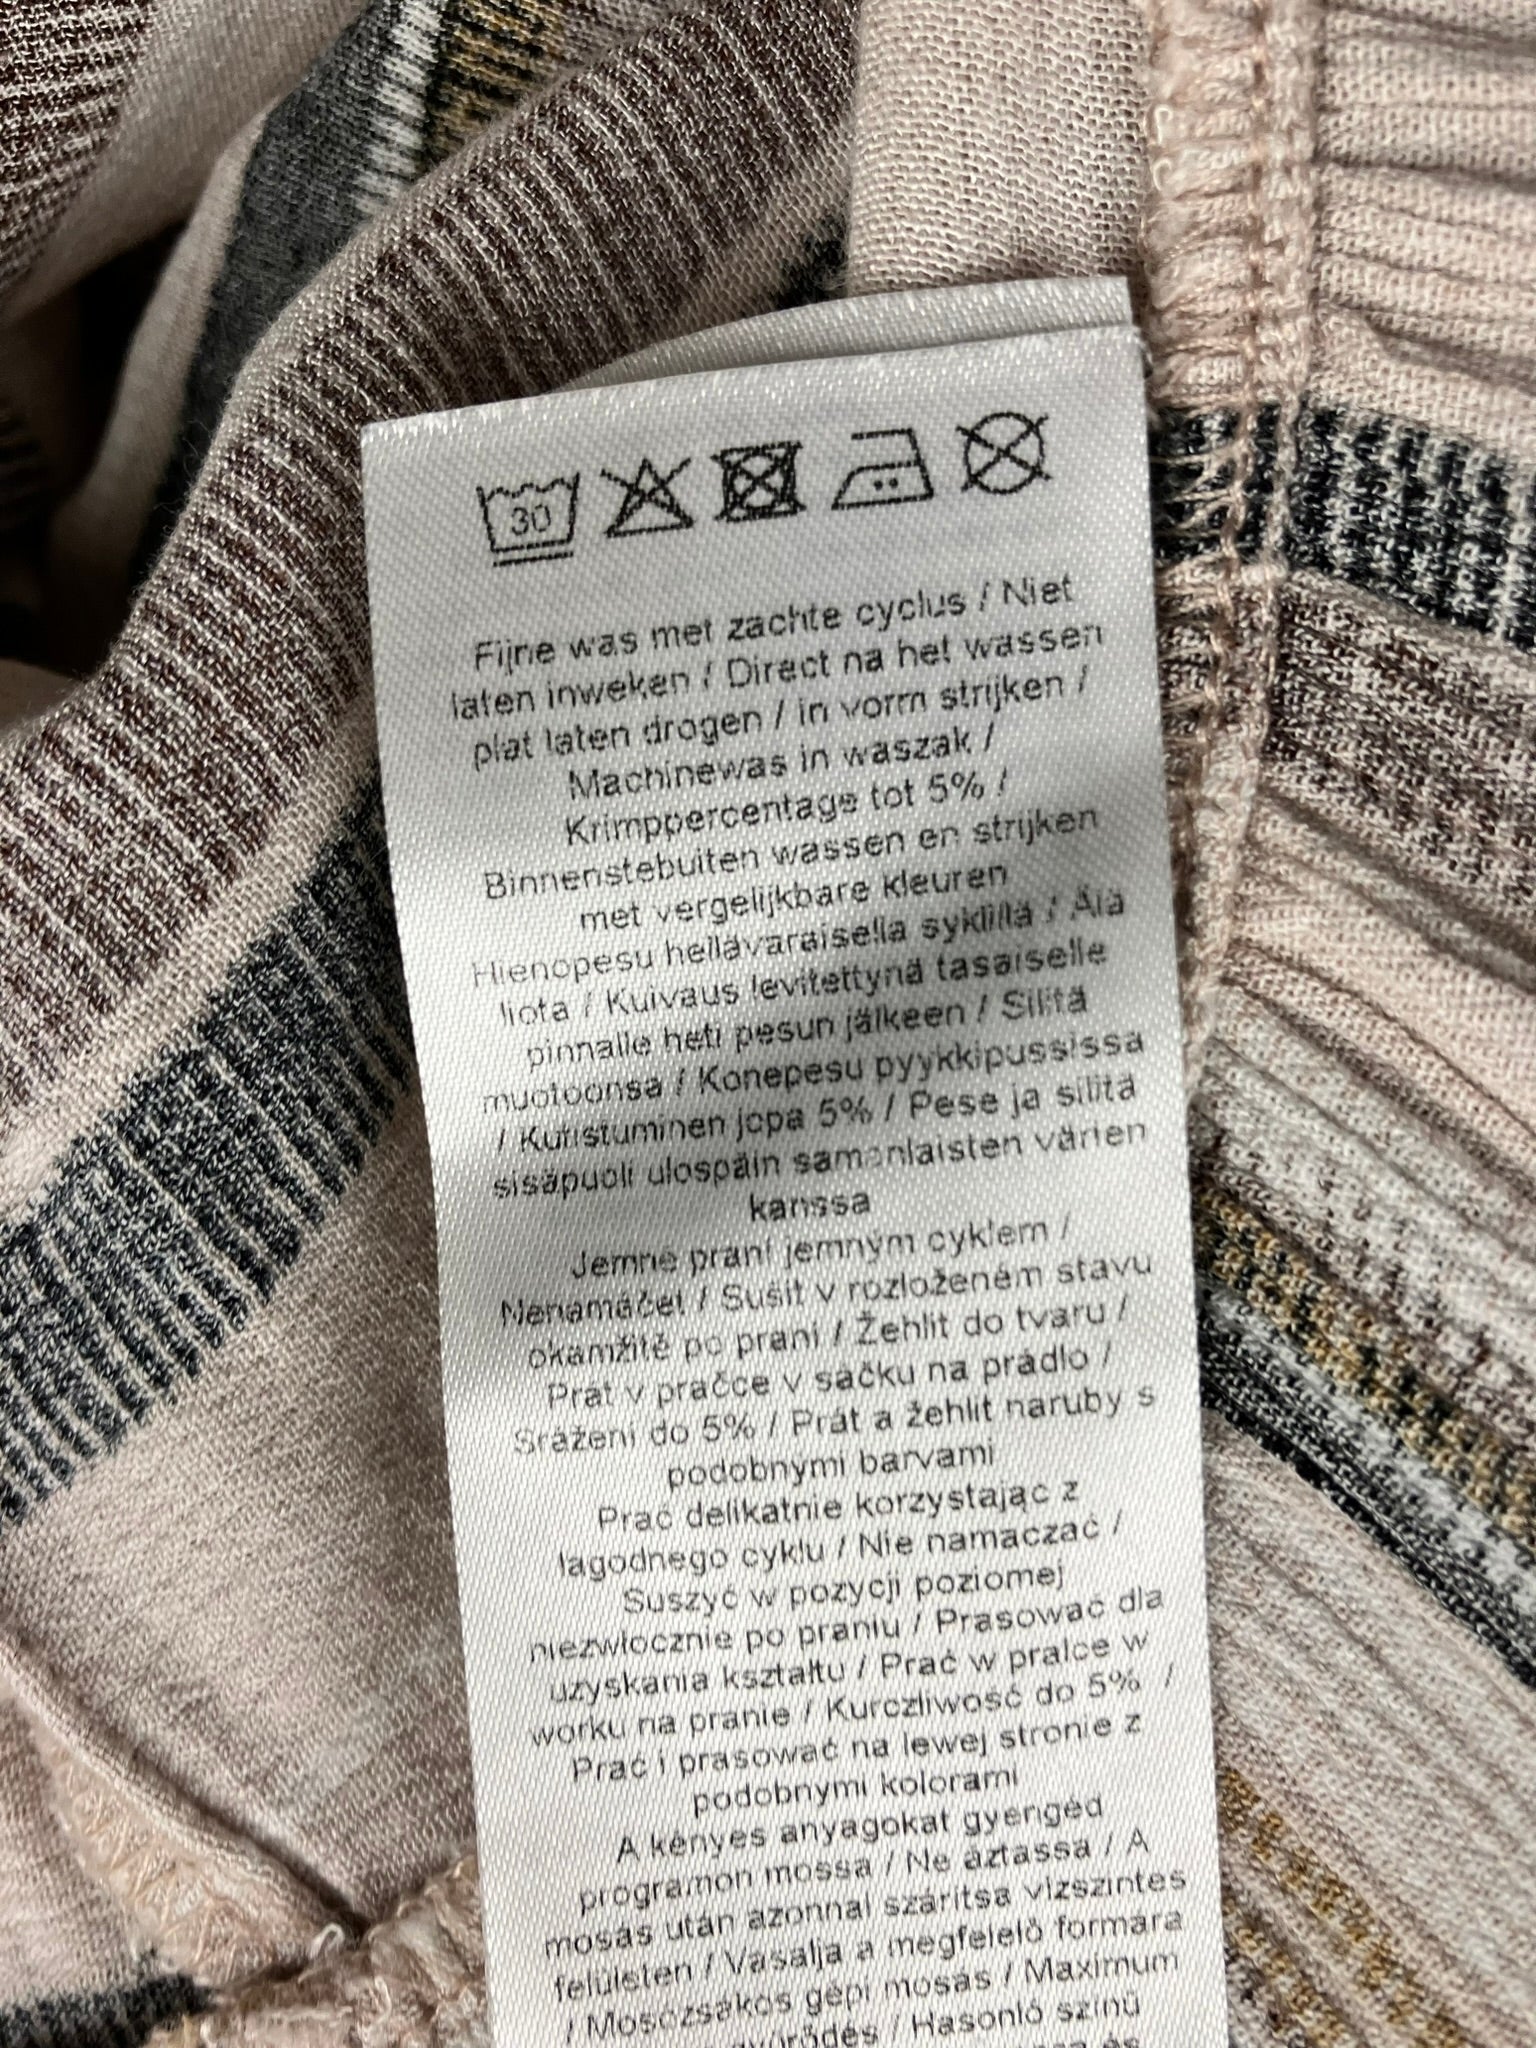 30
Fijne was met zachte cyclus / Niet
laten inweken / Direct na het wassen
plat laten drogen / in vorm strijken /
Machinewas in waszak /
Krimppercentage tot 5% /
Binnenstebuiten wassen en strijken
met vergelijkbare kleuren
Hienopesu hellävaraisella syklillä / Älä
liota / Kuivaus levitettynä tasaiselle
pinnalle heti pesun jälkeen / Silitä
muotoonsa / Konepesu pyykkipussissa
/ Kutistuminen jopa 5% / Pese ja silitä
sisäpuoli ulospäin samanlaisten värien
kanssa
Jemné praní jemným cyklem /
Nenamáčet / Sušit v rozloženém stavu
okamžitě po praní / Žehlit do tvaru /
Prát v pračce v sáčku na prádlo /
Srážení do 5% / Prát a žehlit naruby s
podobnými barvami
Prać delikatnie korzystając z
łagodnego cyklu / Nie namaczać /
Suszyć w pozycji poziomej
niezwłocznie po praniu / Prasować dla
uzyskania kształtu / Prać w pralce w
worku na pranie / Kurczliwość do 5% /
Prać i prasować na lewej stronie z
podobnymi kolorami
A kényes anyagokat gyengéd
programon mossa / Ne áztassa / A
mosás után azonnal szárítsa vízszintes
felületen / Vasalja a megfelelő formára
/ Mosózsákos gépi mosás / Maximum
/ Hasonló színű